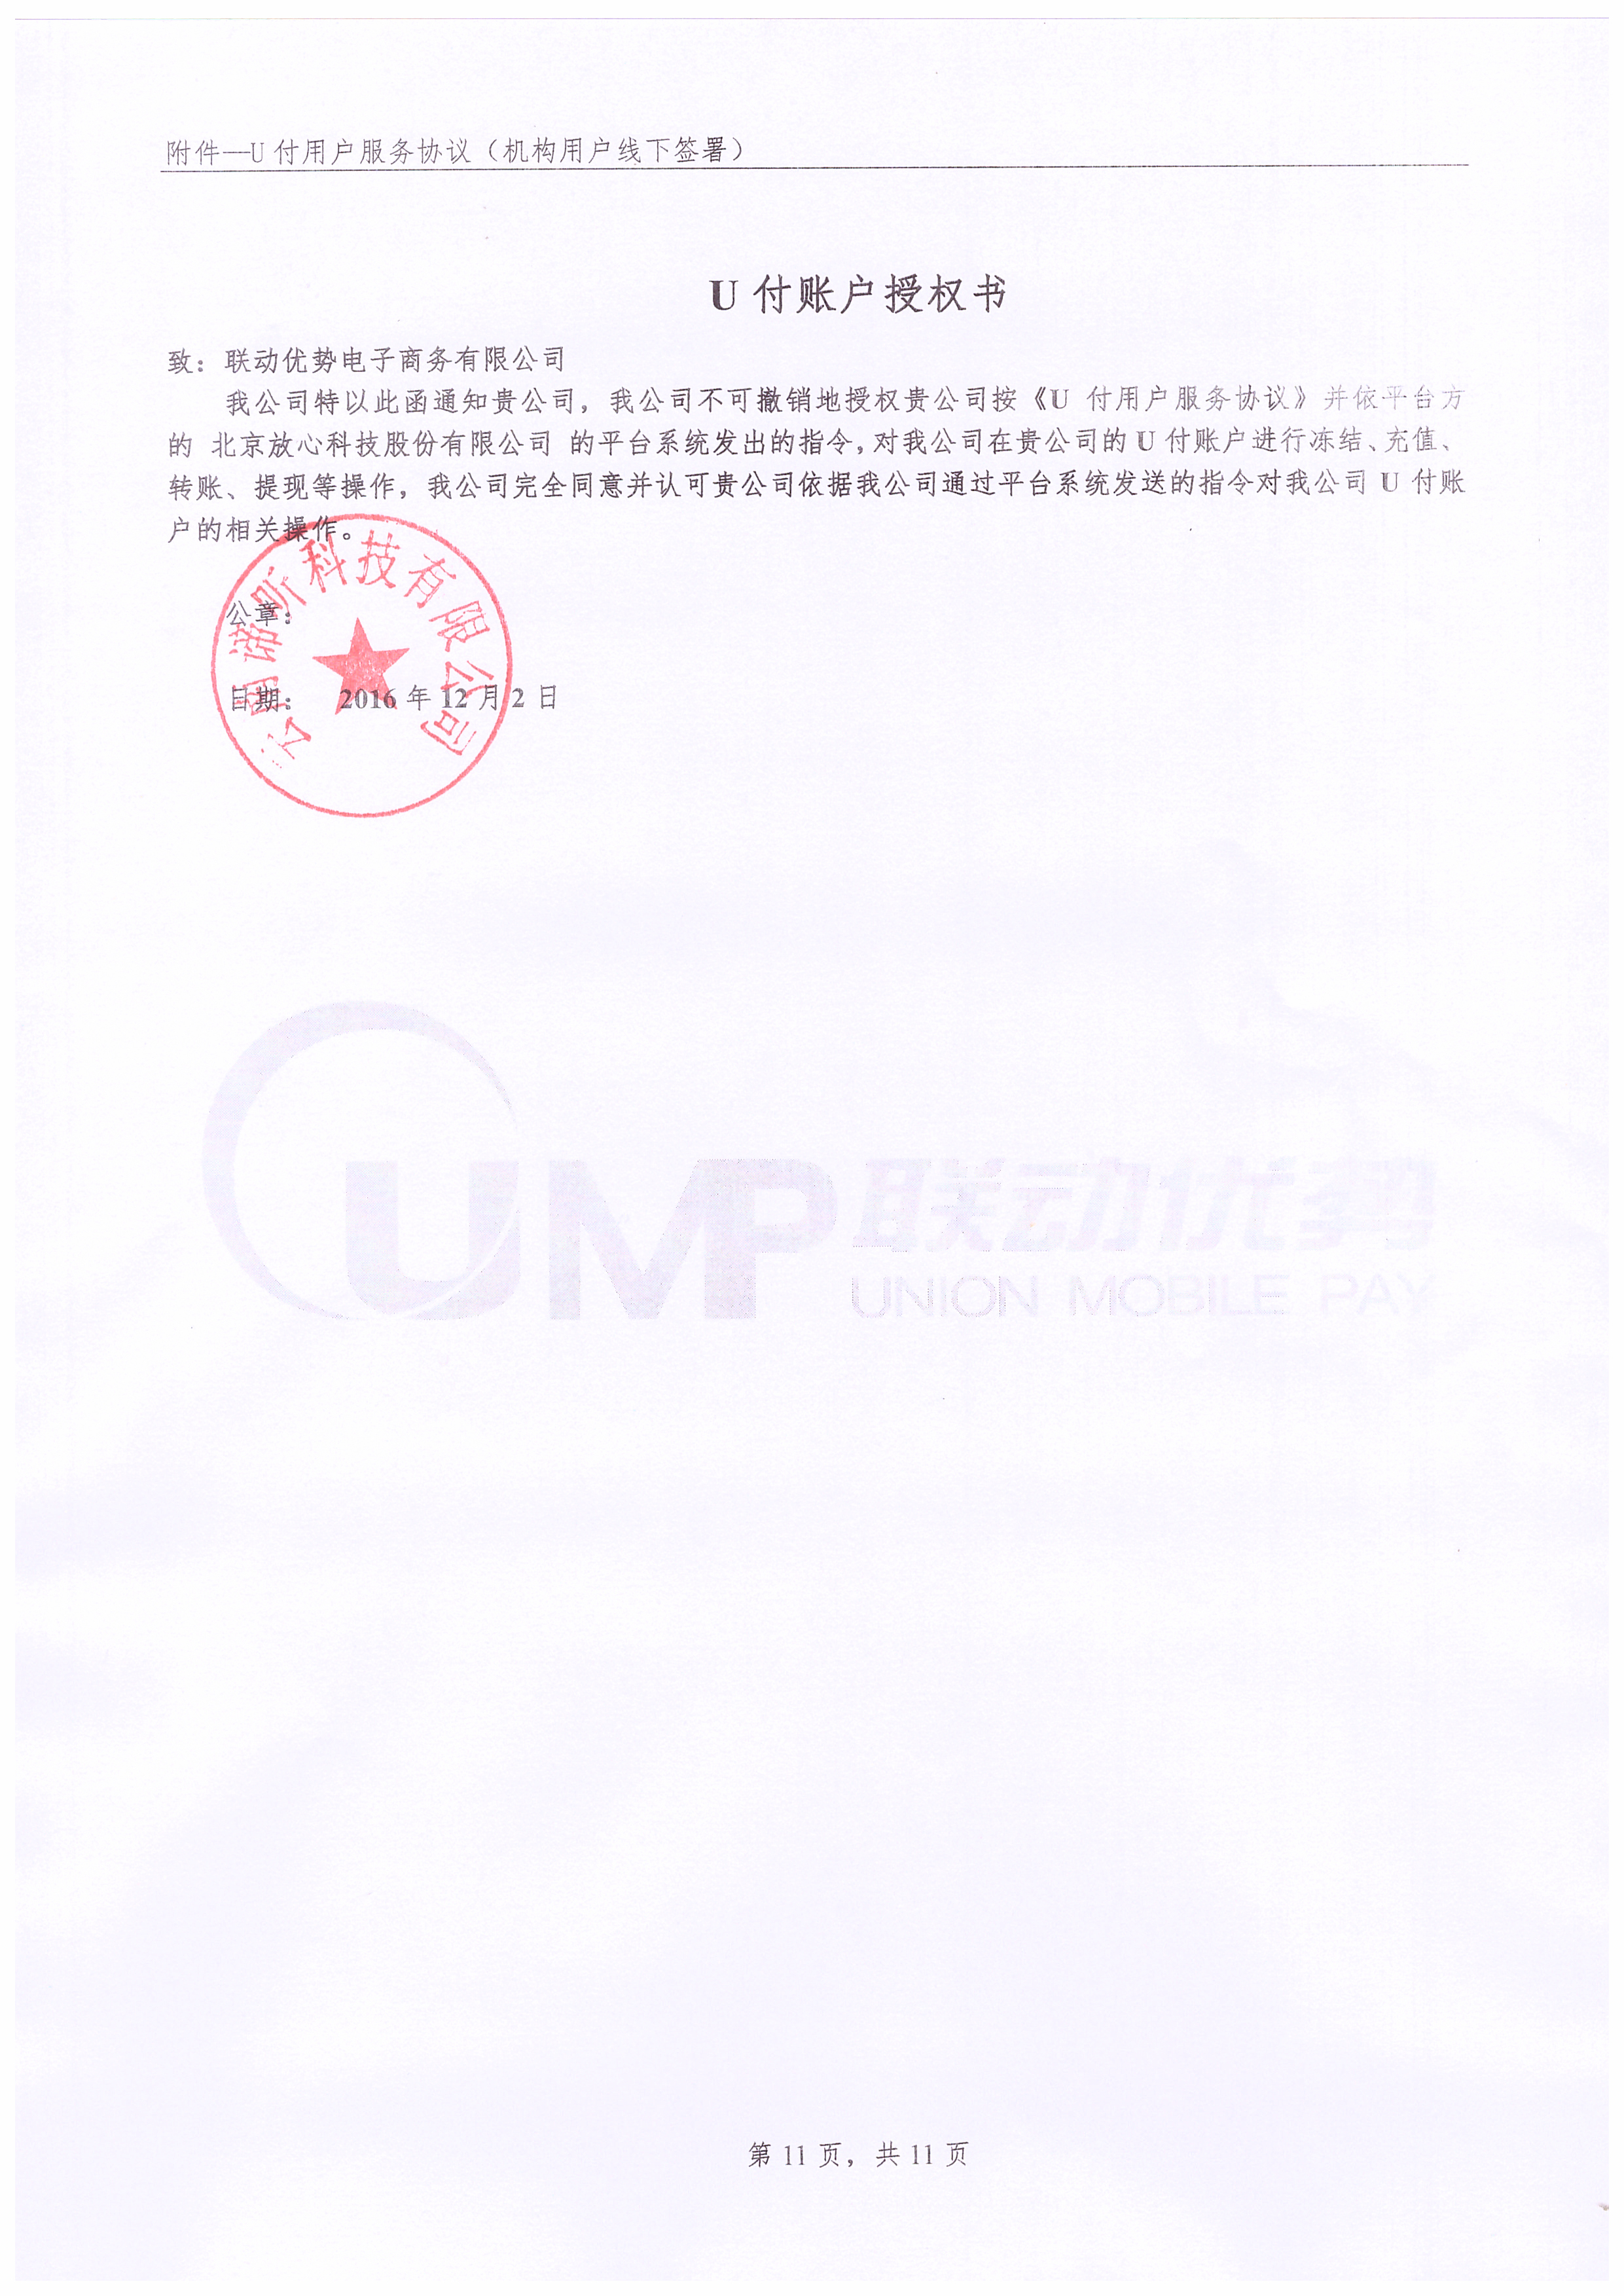 附件—U 付用户服务协议（机构用户线下签署）
U 付账户授权书
致：联动优势电子商务有限公司
我公司特以此函通知贵公司，我公司不可撤销地授权贵公司按《U 付用户服务协议》并依平台方
的 北京放心科技股份有限公司 的平台系统发出的指令，对我公司在贵公司的 U 付账户进行冻结、充值、
转账、提现等操作，我公司完全同意并认可贵公司依据我公司通过平台系统发送的指令对我公司 U 付账
户的相关操作。
云南谛听科技有限公司
公章：
日期： 2016 年 12 月 2 日
UMP 联动优势
UNION MOBILE PAY
第 11 页，共 11 页